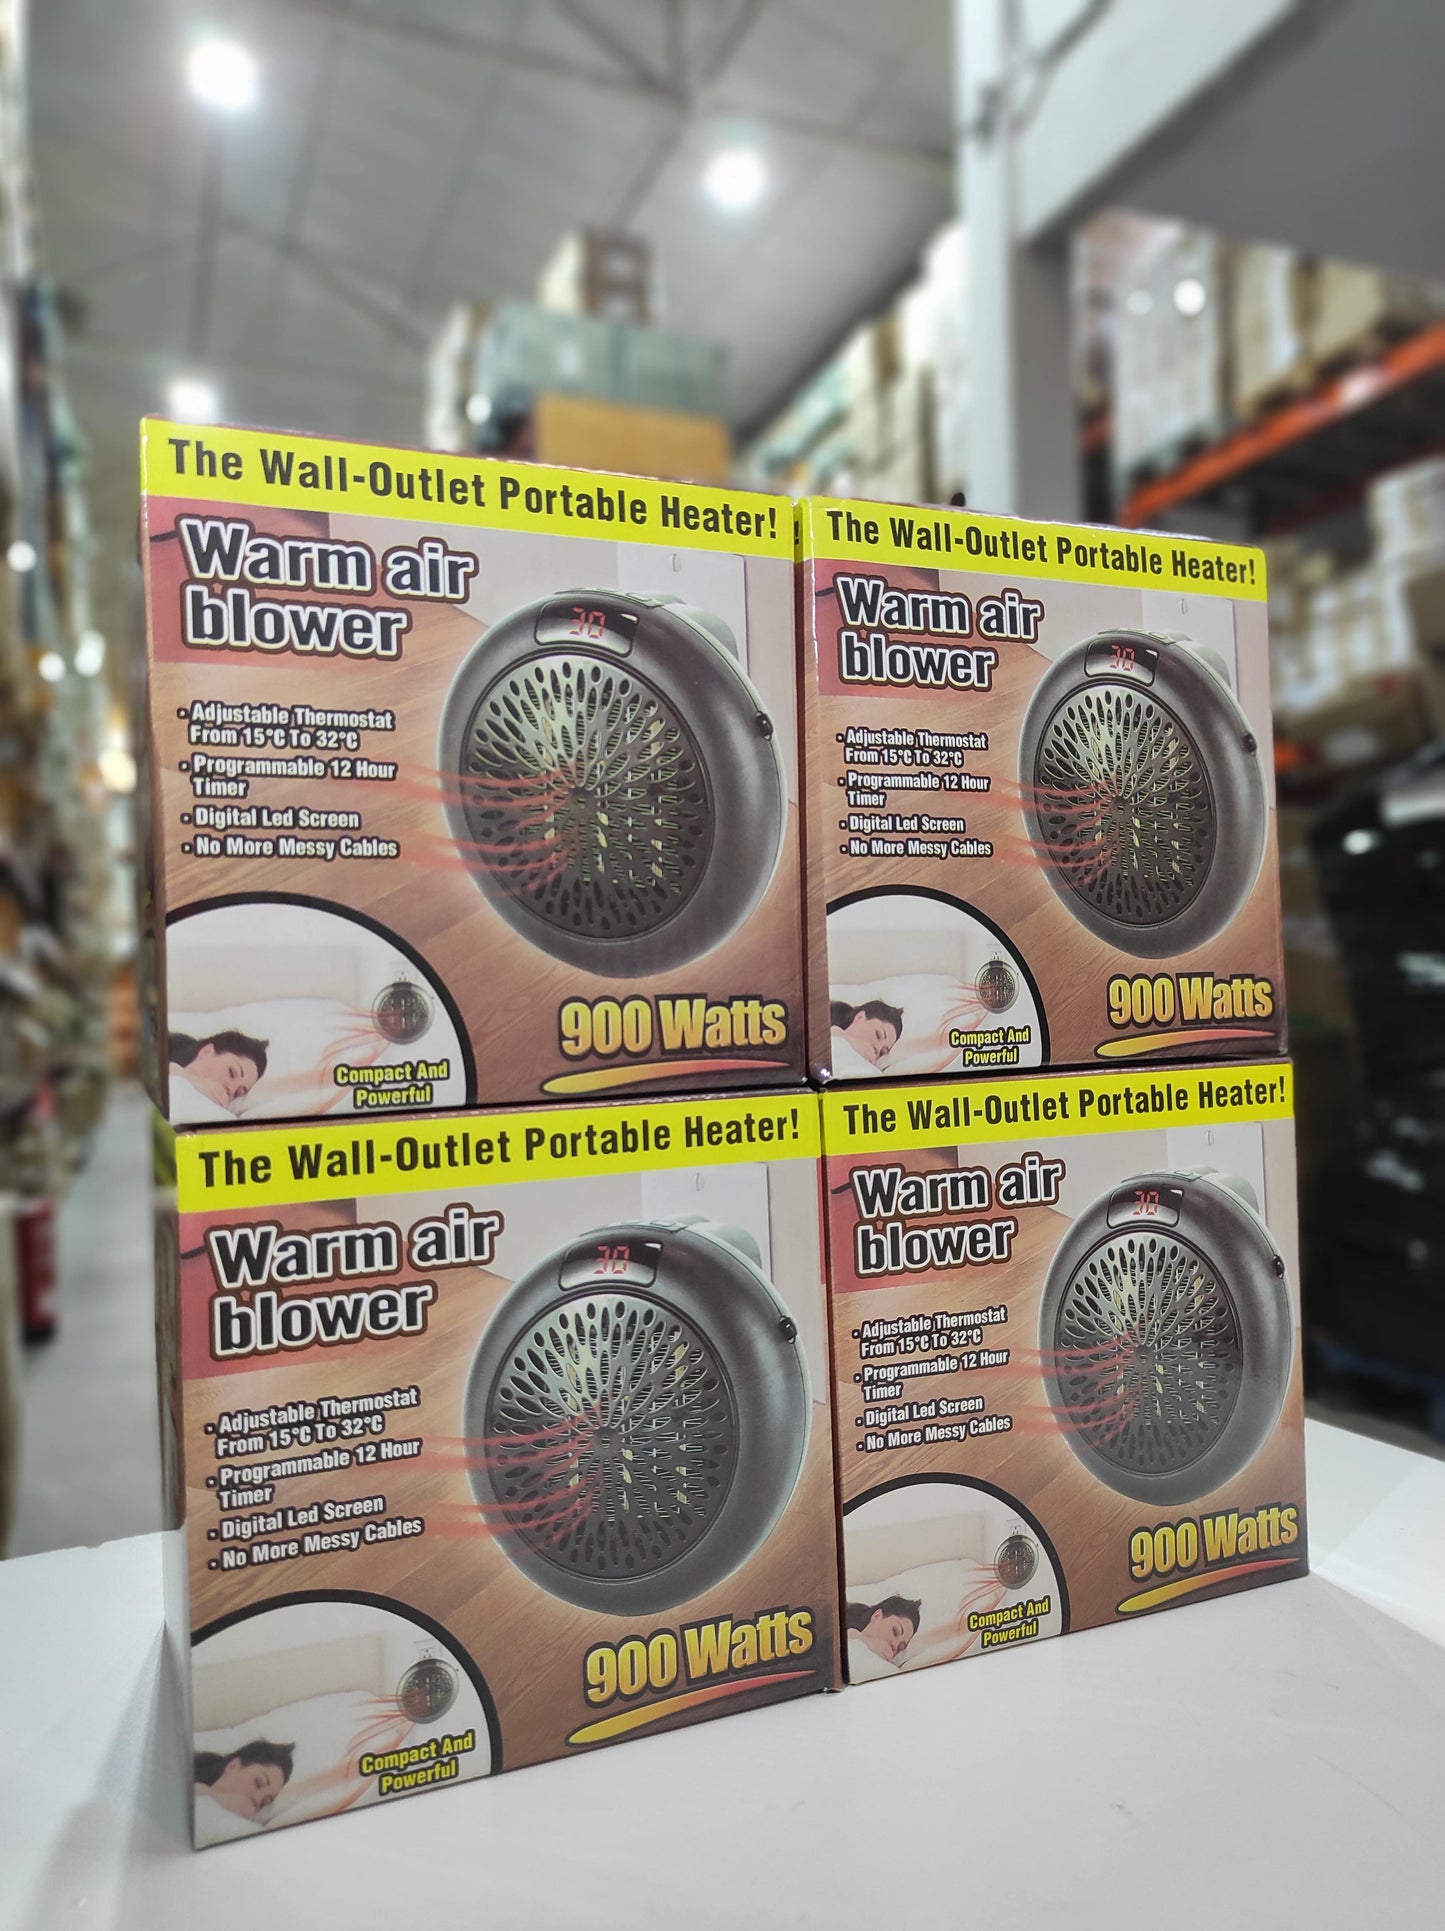 The Wall-Outlet Portable Heater!
Warm air
blower
30
• Adjustable Thermostat
From 15°C To 32°C
• Programmable 12 Hour
Timer
• Digital Led Screen
• No More Messy Cables
Compact And
Powerful
900 Watts
The Wall-Outlet Portable Heater!
Warm air
blower
30
• Adjustable Thermostat
From 15°C To 32°C
• Programmable 12 Hour
Timer
• Digital Led Screen
• No More Messy Cables
Compact And
Powerful
900 Watts
The Wall-Outlet Portable Heater!
Warm air
blower
30
• Adjustable Thermostat
From 15°C To 32°C
• Programmable 12 Hour
Timer
• Digital Led Screen
• No More Messy Cables
Compact And
Powerful
900 Watts
The Wall-Outlet Portable Heater!
Warm air
blower
30
• Adjustable Thermostat
From 15°C To 32°C
• Programmable 12 Hour
Timer
• Digital Led Screen
• No More Messy Cables
Compact And
Powerful
900 Watts